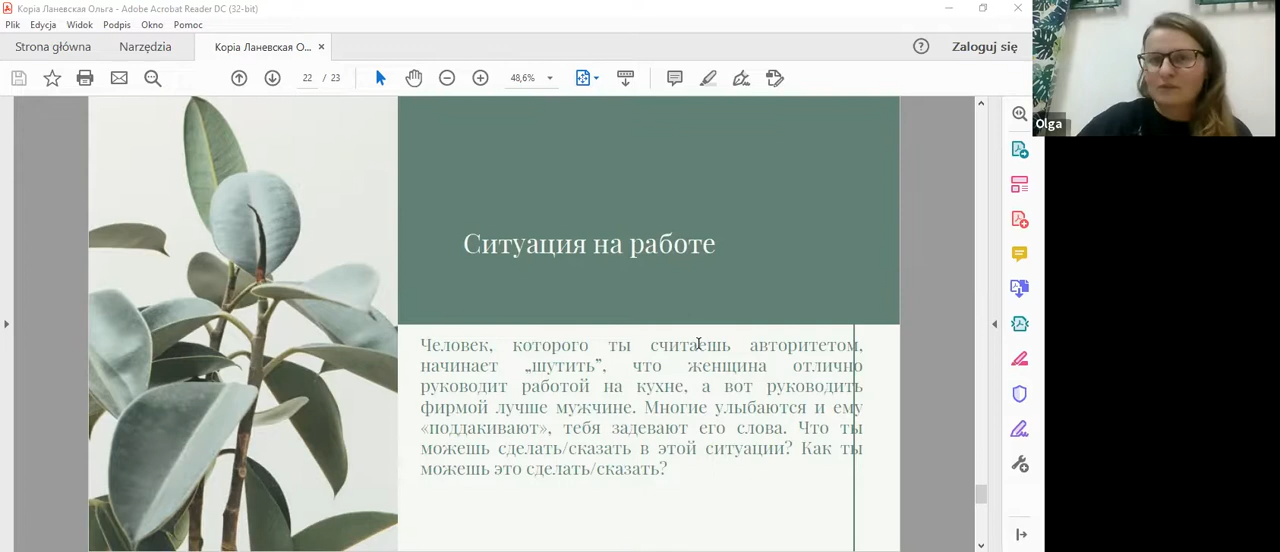 Kopia Ланевская Ольга - Adobe Acrobat Reader DC (32-bit)
Plik Edycja Widok Podpis Okno Pomoc
Strona główna Narzędzia Kopia Ланевская О... × Zaloguj się
22 / 23 48,6%
Olga
Ситуация на работе
Человек, которого ты считаешь авторитетом,
начинает „шутить”, что женщина отлично
руководит работой на кухне, а вот руководить
фирмой лучше мужчине. Многие улыбаются и ему
«поддакивают», тебя задевают его слова. Что ты
можешь сделать/сказать в этой ситуации? Как ты
можешь это сделать/сказать?